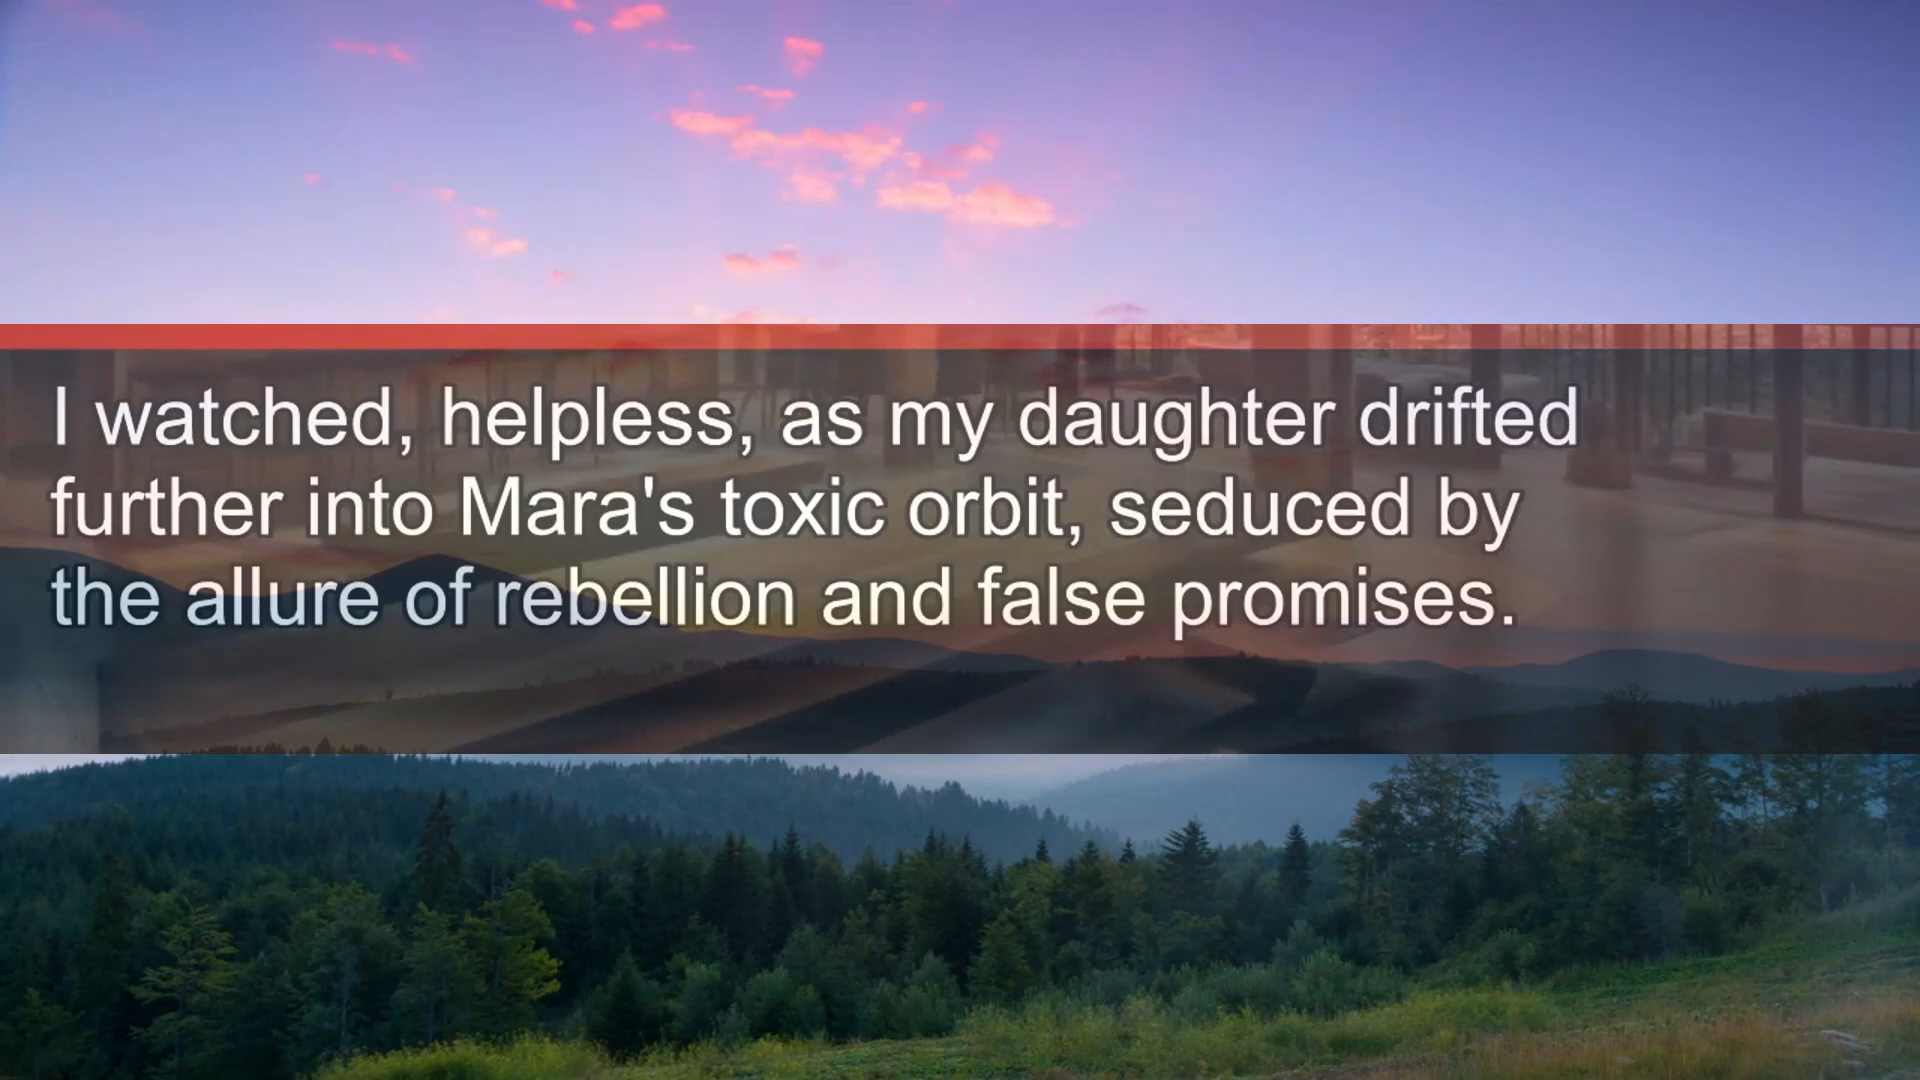 I watched, helpless, as my daughter drifted
further into Mara's toxic orbit, seduced by
the allure of rebellion and false promises.